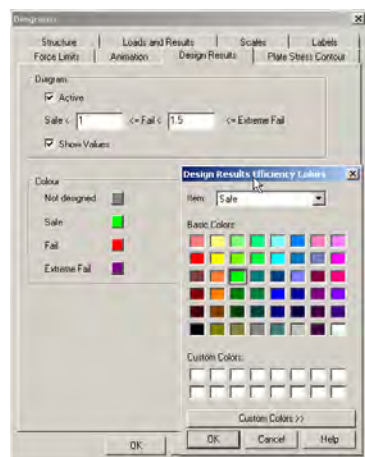 Diagrams
Structure Loads and Results Scales Labels
Force Limits Animation Design Results Plate Stress Contour
Diagram
Active
Safe < 1 <= Fail < 1.5 <= Extreme Fail
Show Values
Colour
Not designed
Safe
Fail
Extreme Fail
OK
Design Results Efficiency Colors
Item: Safe
Basic Colors:
Custom Colors:
Custom Colors >>
OK Cancel Help